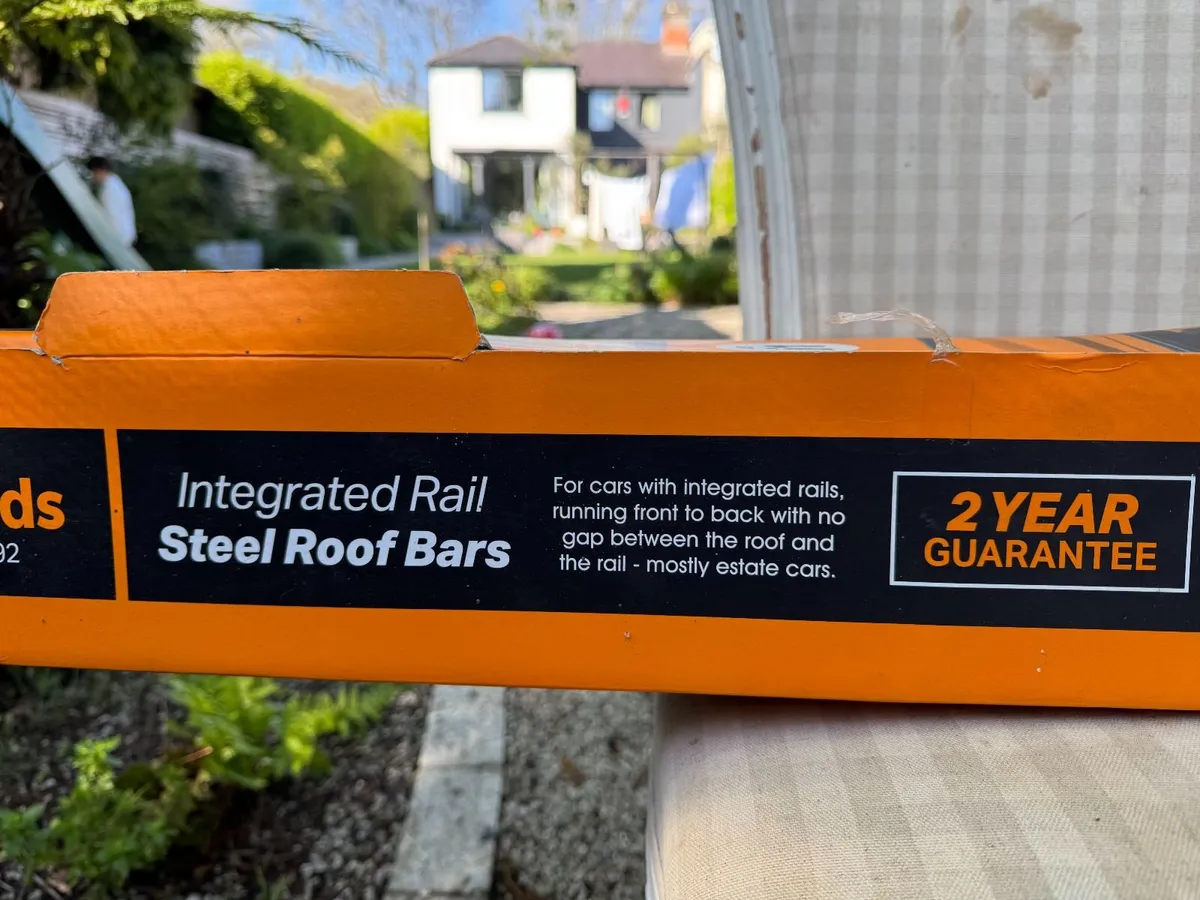 ds
92
Integrated Rail
Steel Roof Bars
For cars with integrated rails,
running front to back with no
gap between the roof and
the rail - mostly estate cars.
2 YEAR
GUARANTEE